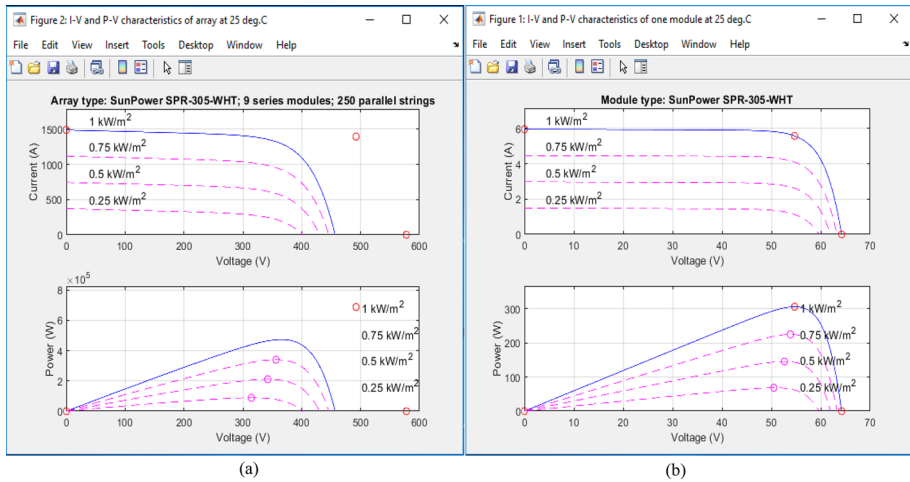 Figure 2: I-V and P-V characteristics of array at 25 deg.C
File Edit View Insert Tools Desktop Window Help
Array type: SunPower SPR-305-WHT; 9 series modules; 250 parallel strings
1 kW/m²
0.75 kW/m²
0.5 kW/m²
0.25 kW/m²
Current (A)
1500
1000
500
0
0 100 200 300 400 500 600
Voltage (V)
×10⁵
8
6
4
2
0
Power (W)
1 kW/m²
0.75 kW/m²
0.5 kW/m²
0.25 kW/m²
0 100 200 300 400 500 600
Voltage (V)
(a)
Figure 1: I-V and P-V characteristics of one module at 25 deg.C
File Edit View Insert Tools Desktop Window Help
Module type: SunPower SPR-305-WHT
1 kW/m²
0.75 kW/m²
0.5 kW/m²
0.25 kW/m²
Current (A)
6
4
2
0
0 10 20 30 40 50 60 70
Voltage (V)
300
200
100
0
Power (W)
1 kW/m²
0.75 kW/m²
0.5 kW/m²
0.25 kW/m²
0 10 20 30 40 50 60 70
Voltage (V)
(b)